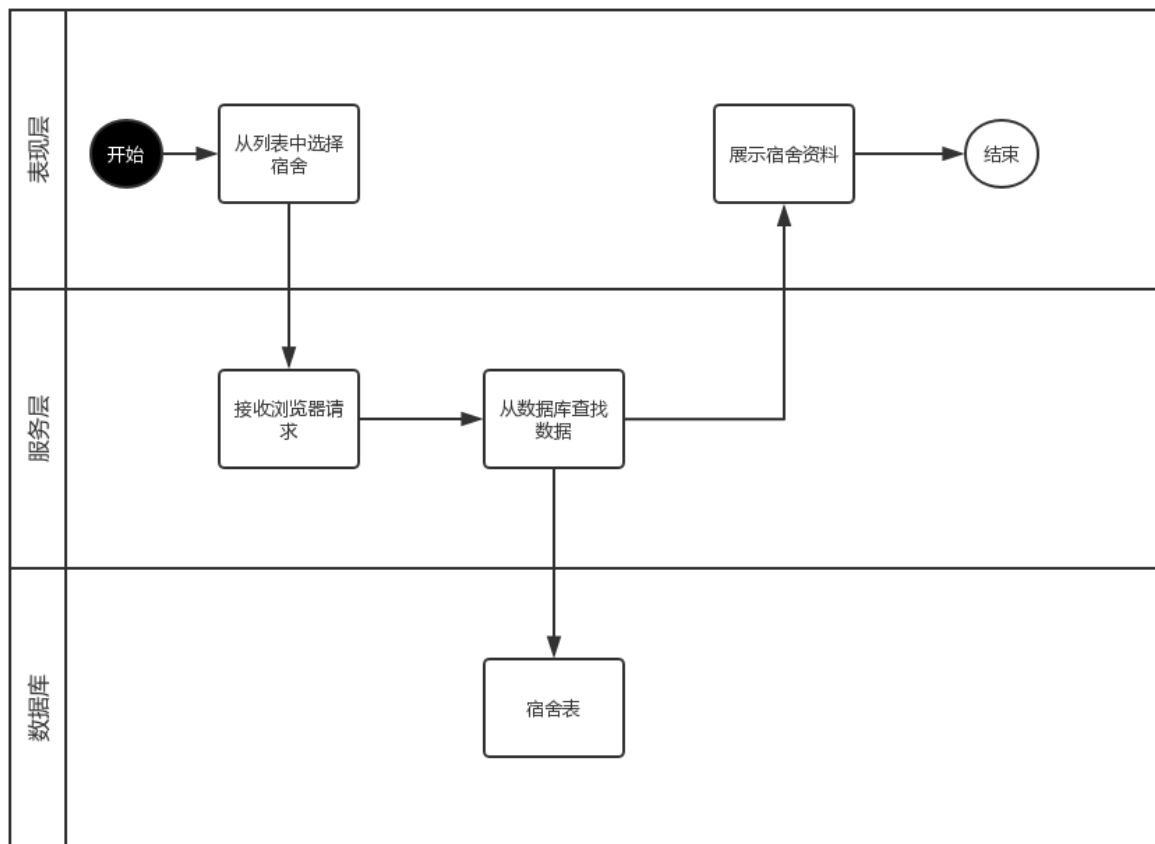 表现层
开始
从列表中选择
宿舍
展示宿舍资料
结束
服务层
接收浏览器请
求
从数据库查找
数据
数据库
宿舍表